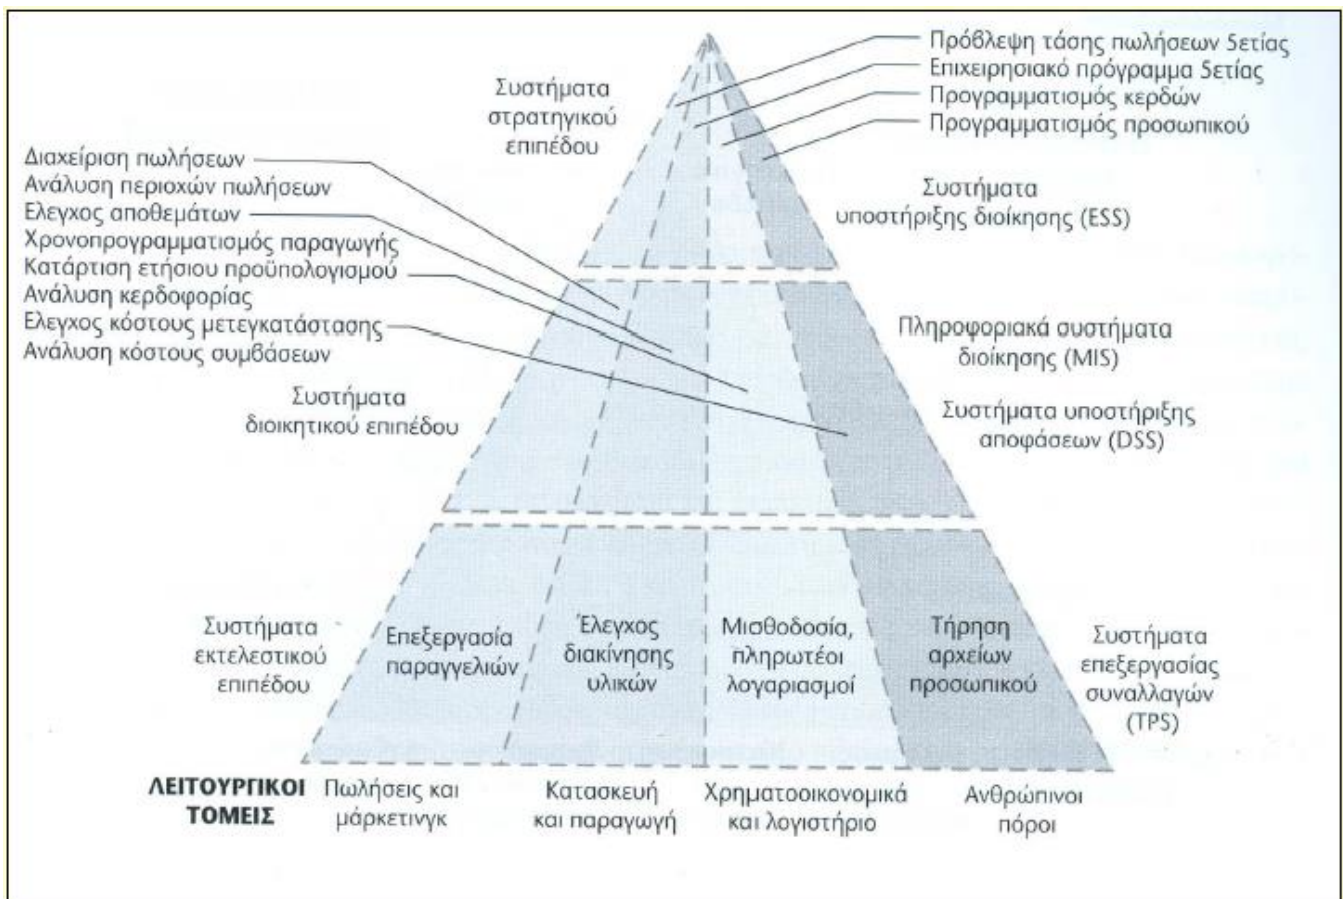 Πρόβλεψη τάσης πωλήσεων 5ετίας
Επιχειρησιακό πρόγραμμα 5ετίας
Προγραμματισμός κερδών
Προγραμματισμός προσωπικού
Συστήματα
στρατηγικού
επιπέδου
Συστήματα
υποστήριξης διοίκησης (ESS)
Διαχείριση πωλήσεων
Ανάλυση περιοχών πωλήσεων
Ελεγχος αποθεμάτων
Χρονοπρογραμματισμός παραγωγής
Κατάρτιση ετήσιου προϋπολογισμού
Ανάλυση κερδοφορίας
Ελεγχος κόστους μετεγκατάστασης
Ανάλυση κόστους συμβάσεων
Συστήματα
διοικητικού επιπέδου
Πληροφοριακά συστήματα
διοίκησης (MIS)
Συστήματα υποστήριξης
αποφάσεων (DSS)
Συστήματα
εκτελεστικού
επιπέδου
Επεξεργασία
παραγγελιών
Έλεγχος
διακίνησης
υλικών
Μισθοδοσία,
πληρωτέοι
λογαριασμοί
Τήρηση
αρχείων
προσωπικού
Συστήματα
επεξεργασίας
συναλλαγών
(TPS)
ΛΕΙΤΟΥΡΓΙΚΟΙ
ΤΟΜΕΙΣ
Πωλήσεις και
μάρκετινγκ
Κατασκευή
και παραγωγή
Χρηματοοικονομικά
και λογιστήριο
Ανθρώπινοι
πόροι